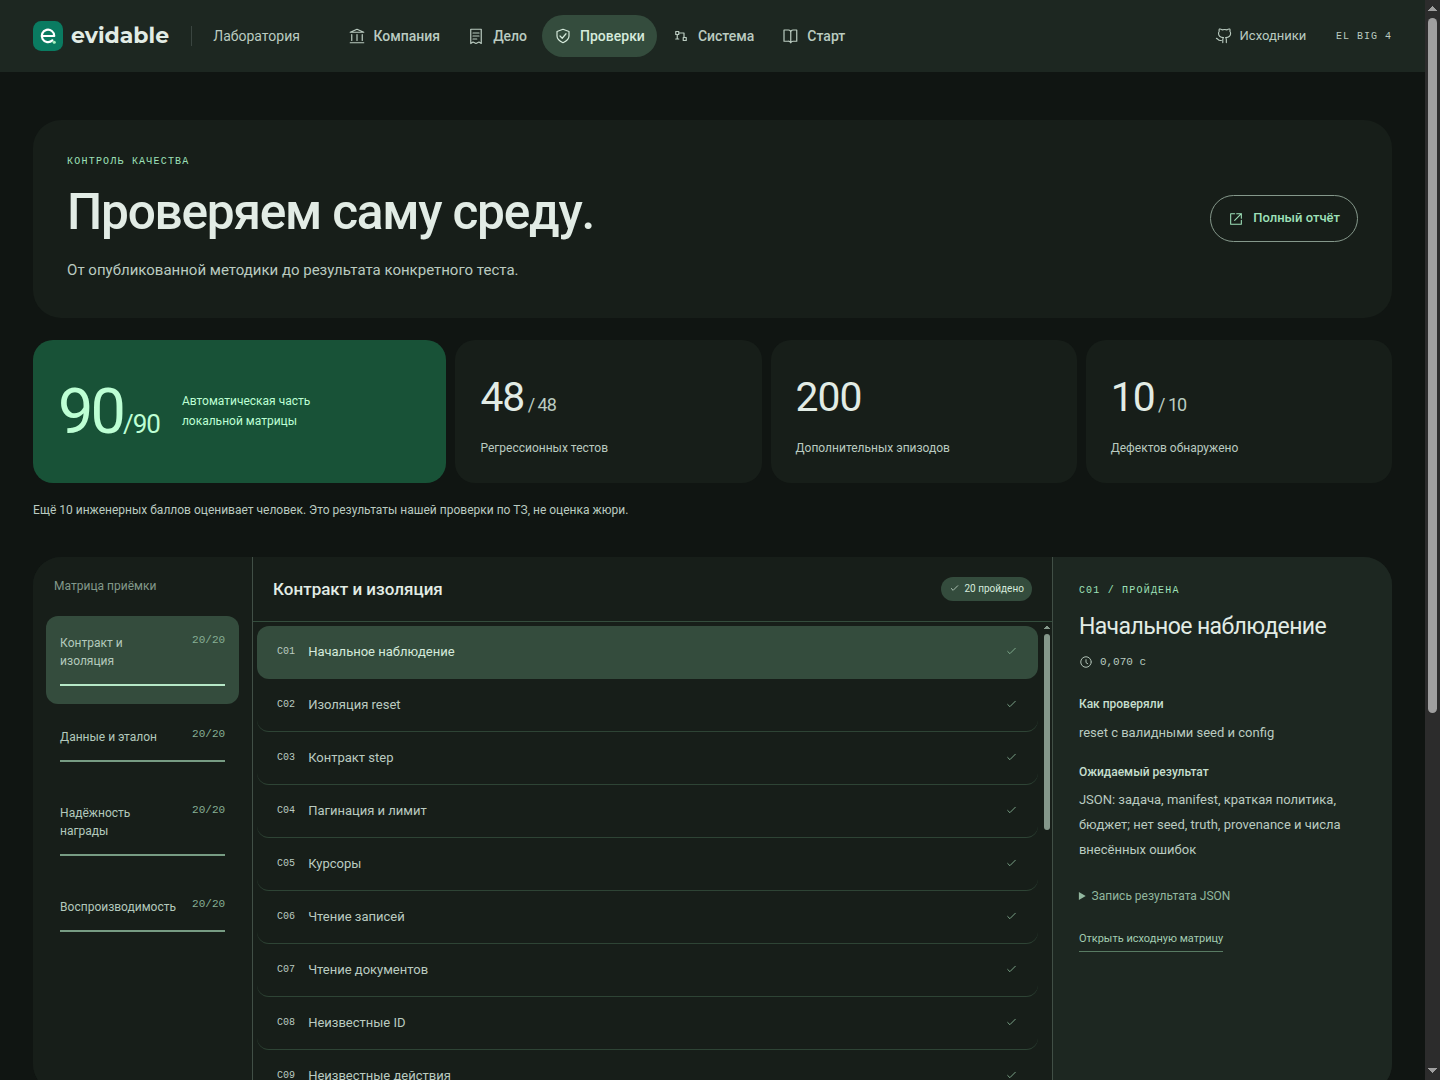 evidable
Лаборатория
Компания
Дело
Проверки
Система
Старт
Исходники
EL BIG 4
КОНТРОЛЬ КАЧЕСТВА
Проверяем саму среду.
От опубликованной методики до результата конкретного теста.
Полный отчёт
90/90
Автоматическая часть
локальной матрицы
48 / 48
Регрессионных тестов
200
Дополнительных эпизодов
10 / 10
Дефектов обнаружено
Ещё 10 инженерных баллов оценивает человек. Это результаты нашей проверки по ТЗ, не оценка жюри.
Матрица приёмки
Контракт и
изоляция
20/20
Данные и эталон
20/20
Надёжность
награды
20/20
Воспроизводимость
20/20
Контракт и изоляция
20 пройдено
C01 Начальное наблюдение
C02 Изоляция reset
C03 Контракт step
C04 Пагинация и лимит
C05 Курсоры
C06 Чтение записей
C07 Чтение документов
C08 Неизвестные ID
C09 Неизвестные действия
C01 / ПРОЙДЕНА
Начальное наблюдение
0,070 с
Как проверяли
reset с валидными seed и config
Ожидаемый результат
JSON: задача, manifest, краткая политика,
бюджет; нет seed, truth, provenance и числа
внесённых ошибок
Запись результата JSON
Открыть исходную матрицу